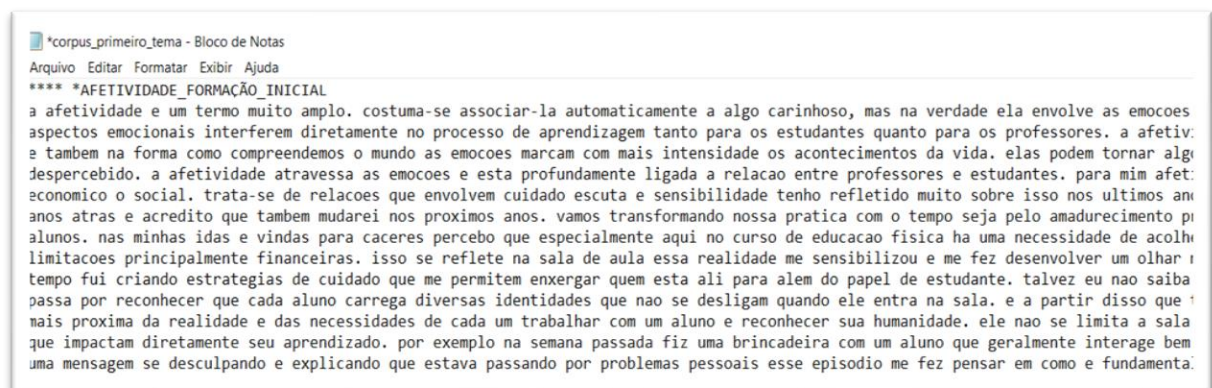 *corpus_primeiro_tema - Bloco de Notas
Arquivo Editar Formatar Exibir Ajuda
**** *AFETIVIDADE_FORMAÇÃO_INICIAL
a afetividade e um termo muito amplo. costuma-se associar-la automaticamente a algo carinhoso, mas na verdade ela envolve as emocoes
aspectos emocionais interferem diretamente no processo de aprendizagem tanto para os estudantes quanto para os professores. a
e tambem na forma como compreendemos o mundo as emocoes marcam com mais intensidade os acontecimentos da vida. elas podem tornar
despercebido. a afetividade atravessa as emocoes e esta profundamente ligada a relacao entre professores e estudantes. para mim
economico o social. trata-se de relacoes que envolvem cuidado escuta e sensibilidade tenho refletido muito sobre isso nos ultimos
anos atras e acredito que tambem mudarei nos proximos anos. vamos transformando nossa pratica com o tempo seja pelo amadurecimento
alunos. nas minhas idas e vindas para caceres percebo que especialmente aqui no curso de educacao fisica ha uma necessidade de
limitacoes principalmente financeiras. isso se reflete na sala de aula essa realidade me sensibilizou e me fez desenvolver um olhar
tempo fui criando estrategias de cuidado que me permitem enxergar quem esta ali para alem do papel de estudante. talvez eu nao saiba
passa por reconhecer que cada aluno carrega diversas identidades que nao se desligam quando ele entra na sala. e a partir disso que
mais proxima da realidade e das necessidades de cada um trabalhar com um aluno e reconhecer sua humanidade. ele nao se limita a sala
que impactam diretamente seu aprendizado. por exemplo na semana passada fiz uma brincadeira com um aluno que geralmente interage bem
uma mensagem se desculpando e explicando que estava passando por problemas pessoais esse episodio me fez pensar em como e